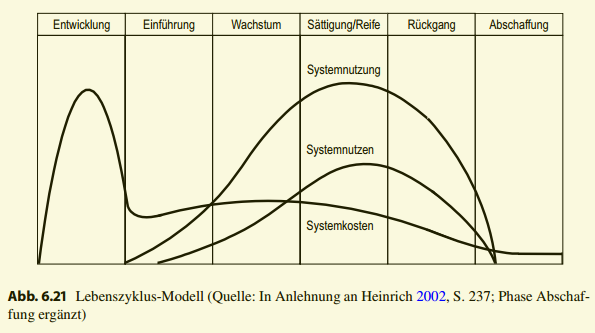 Entwicklung Einführung Wachstum Sättigung/Reife Rückgang Abschaffung
Systemnutzung
Systemnutzen
Systemkosten
Abb. 6.21 Lebenszyklus-Modell (Quelle: In Anlehnung an Heinrich 2002, S. 237; Phase Abschaf-
fung ergänzt)